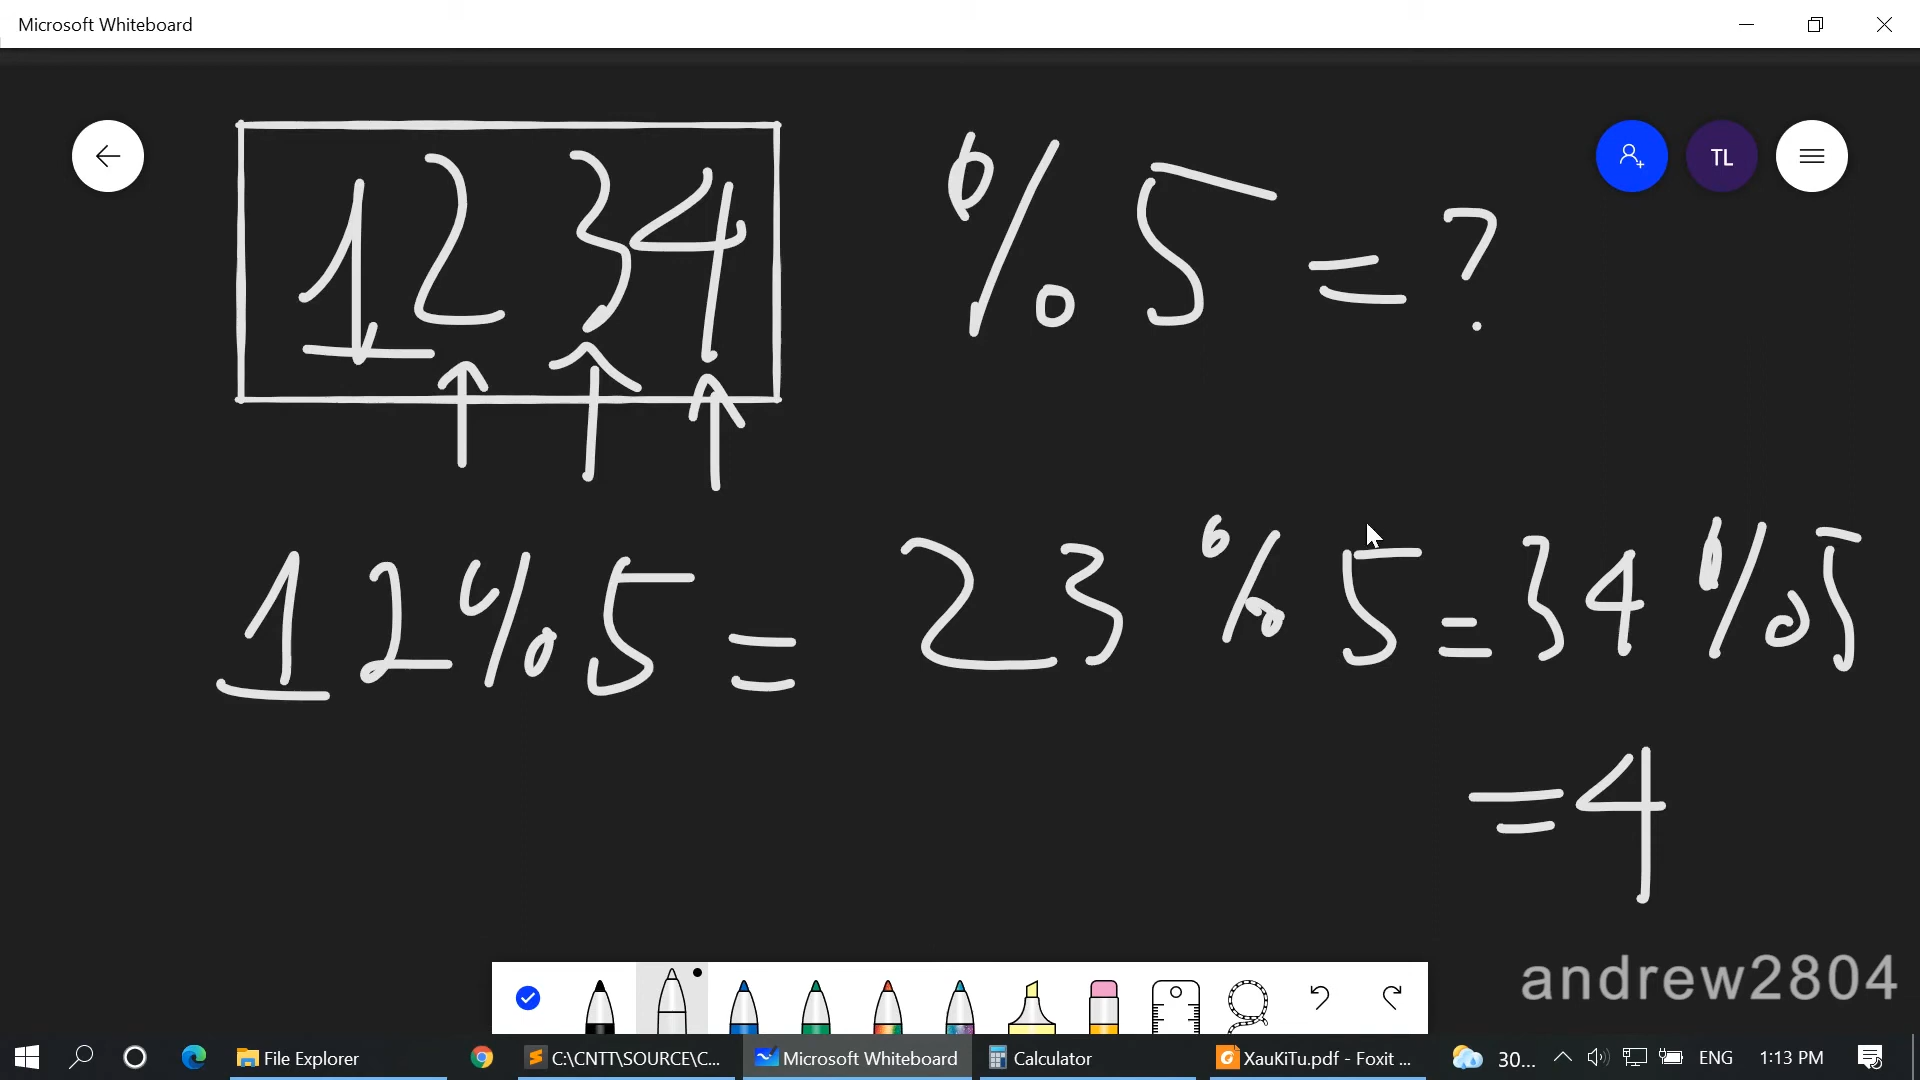 Microsoft Whiteboard
1234 % 5 = ?
TL
12 % 5 = 23 % 5 = 34 % 5
= 4
andrew2804
File Explorer
C:\CNTT\SOURCE\C...
Microsoft Whiteboard
Calculator
XauKiTu.pdf - Foxit ...
30...
ENG
1:13 PM